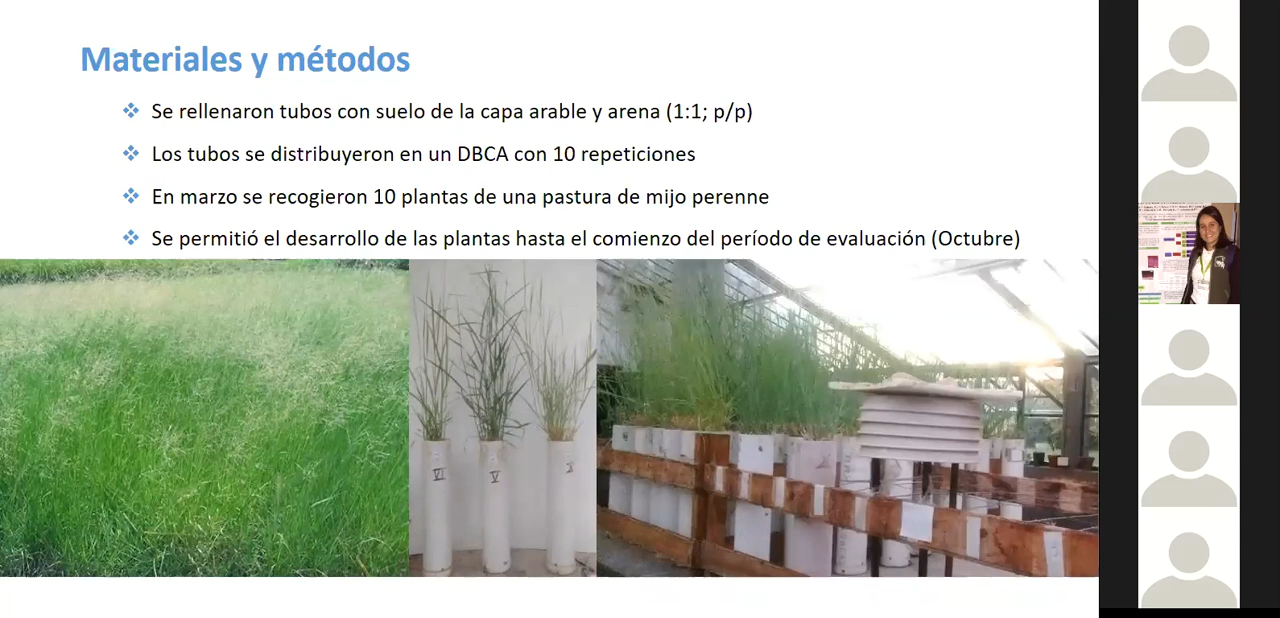 Materiales y métodos
Se rellenaron tubos con suelo de la capa arable y arena (1:1; p/p)
Los tubos se distribuyeron en un DBCA con 10 repeticiones
En marzo se recogieron 10 plantas de una pastura de mijo perenne
Se permitió el desarrollo de las plantas hasta el comienzo del período de evaluación (Octubre)
VI
V
X